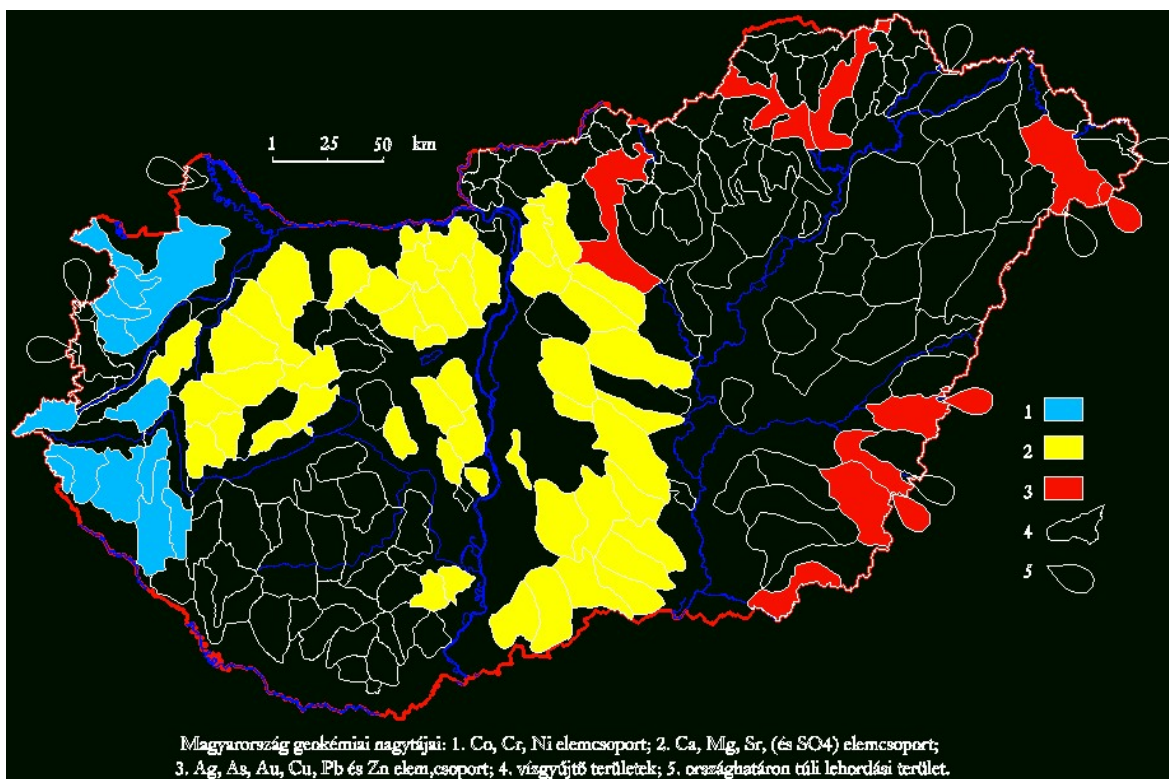 1 25 50 km
1
2
3
4
5
Magyarország geokémiai nagytájai: 1. Co, Cr, Ni elemcsoport; 2. Ca, Mg, Sr, (és SO4) elemcsoport;
3. Ag, As, Au, Cu, Pb és Zn elem,csoport; 4. vízgyűjtő területek; 5. országhatáron túli lehordási terület.